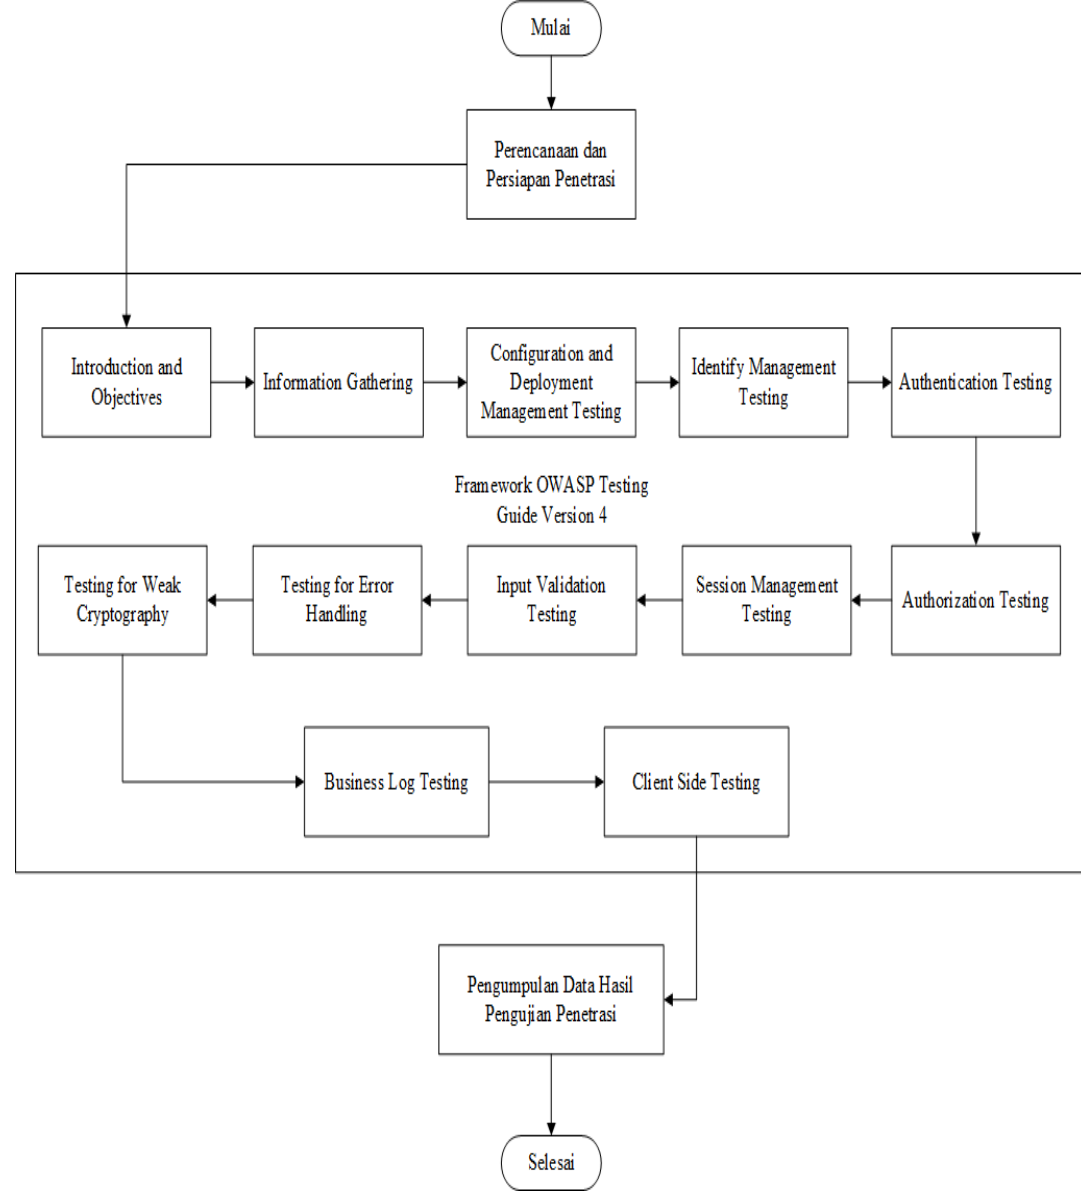 Mulai
Perencanaan dan
Persiapan Penetrasi
Introduction and
Objectives
Information Gathering
Configuration and
Deployment
Management Testing
Identify Management
Testing
Authentication Testing
Framework OWASP Testing
Guide Version 4
Authorization Testing
Session Management
Testing
Input Validation
Testing
Testing for Error
Handling
Testing for Weak
Cryptography
Business Log Testing
Client Side Testing
Pengumpulan Data Hasil
Pengujian Penetrasi
Selesai